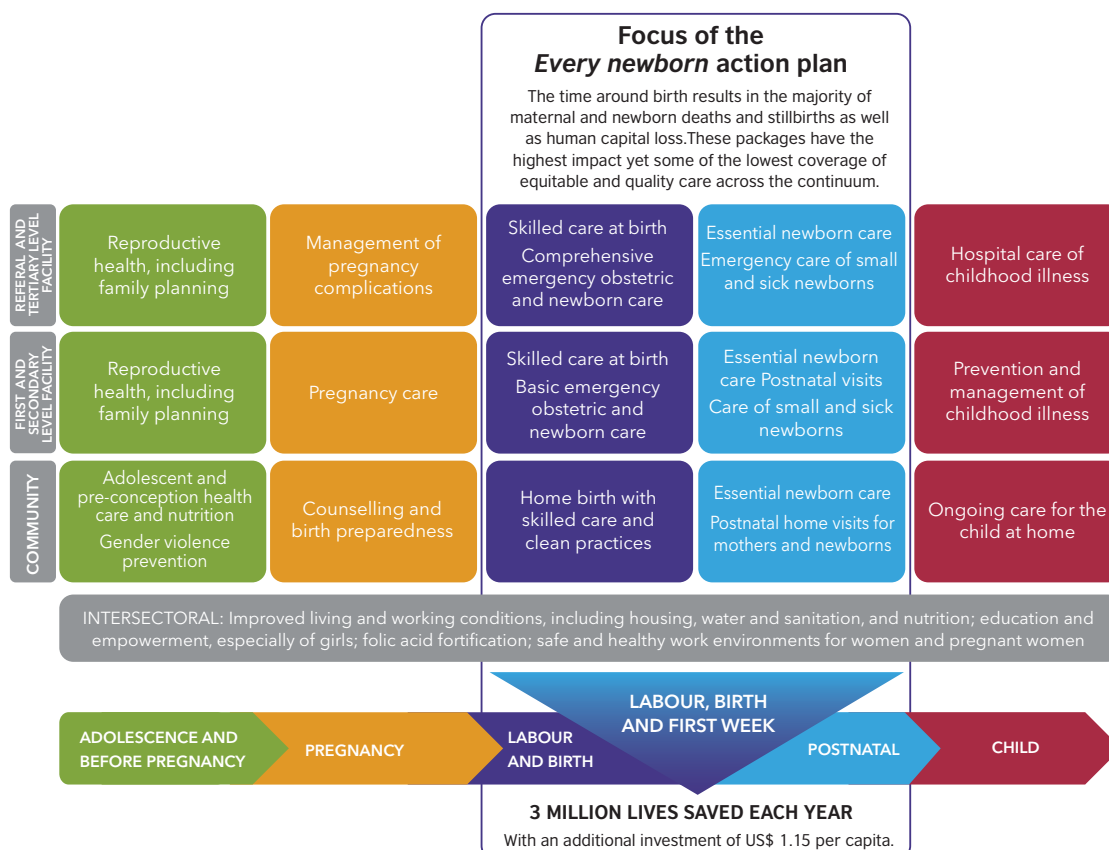 Focus of the
Every newborn action plan
The time around birth results in the majority of
maternal and newborn deaths and stillbirths as well
as human capital loss.These packages have the
highest impact yet some of the lowest coverage of
equitable and quality care across the continuum.
REFERAL AND
TERTIARY LEVEL
FACILITY
Reproductive
health, including
family planning
Management of
pregnancy
complications
Skilled care at birth
Comprehensive
emergency obstetric
and newborn care
Essential newborn care
Emergency care of small
and sick newborns
Hospital care of
childhood illness
FIRST AND
SECONDARY
LEVEL FACILITY
Reproductive
health, including
family planning
Pregnancy care
Skilled care at birth
Basic emergency
obstetric and
newborn care
Essential newborn
care Postnatal visits
Care of small and sick
newborns
Prevention and
management of
childhood illness
COMMUNITY
Adolescent and
pre-conception health
care and nutrition
Gender violence
prevention
Counselling and
birth preparedness
Home birth with
skilled care and
clean practices
Essential newborn care
Postnatal home visits for
mothers and newborns
Ongoing care for the
child at home
INTERSECTORAL: Improved living and working conditions, including housing, water and sanitation, and nutrition; education and
empowerment, especially of girls; folic acid fortification; safe and healthy work environments for women and pregnant women
LABOUR, BIRTH
AND FIRST WEEK
ADOLESCENCE AND
BEFORE PREGNANCY
PREGNANCY
LABOUR
AND BIRTH
POSTNATAL
CHILD
3 MILLION LIVES SAVED EACH YEAR
With an additional investment of US$ 1.15 per capita.